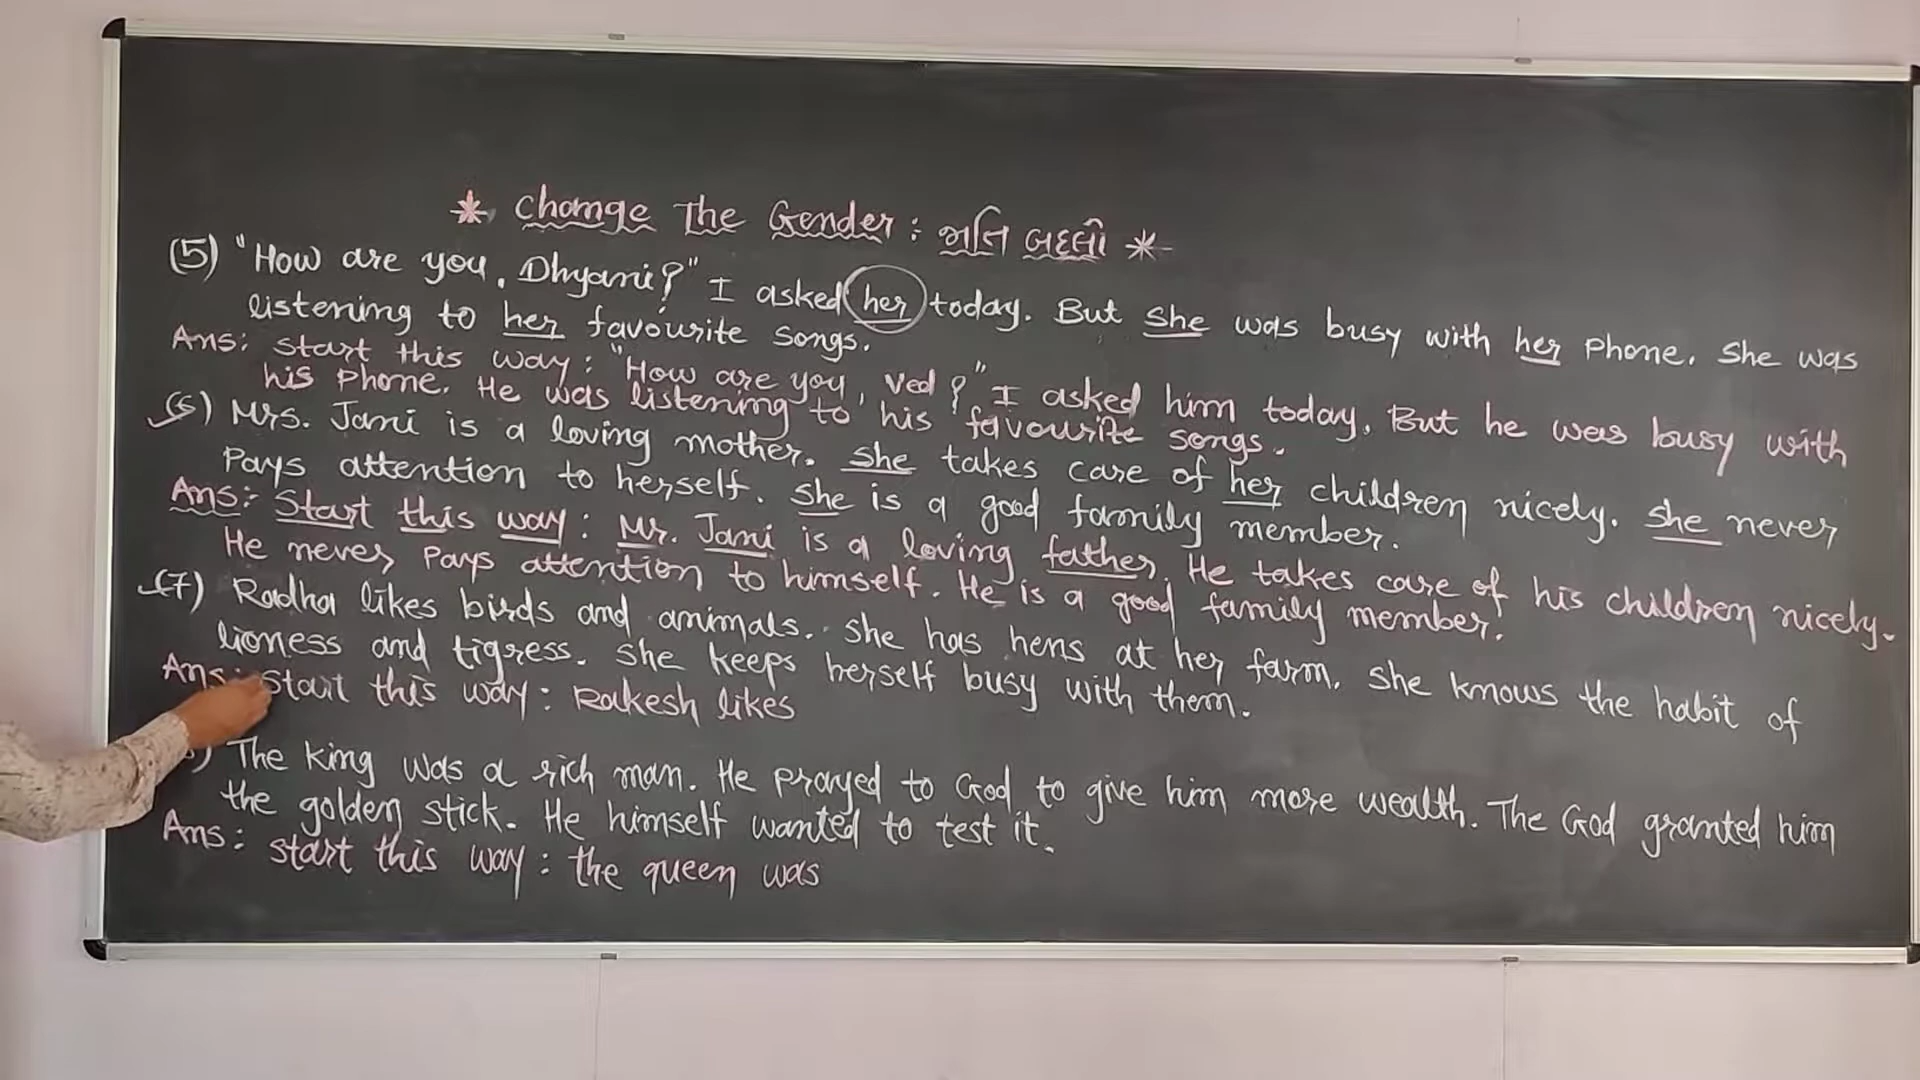 * Change The Gender : જાતિ બદલો *
(5) "How are you, Dhyani?" I asked her today. But she was busy with her phone. She was
listening to her favourite songs.
Ans: start this way : "How are you, Ved?" I asked him today. But he was busy with
his phone. He was listening to his favourite songs.
(6) Mrs. Jani is a loving mother. She takes care of her children nicely. She never
pays attention to herself. She is a good family member.
Ans: Start this way : Mr. Jani is a loving father. He takes care of his children nicely.
He never pays attention to himself. He is a good family member.
(7) Radha likes birds and animals. She has hens at her farm. She knows the habit of
lioness and tigress. She keeps herself busy with them.
Ans: start this way : Rakesh likes
) The king was a rich man. He prayed to God to give him more wealth. The God granted him
the golden stick. He himself wanted to test it.
Ans : start this way : the queen was